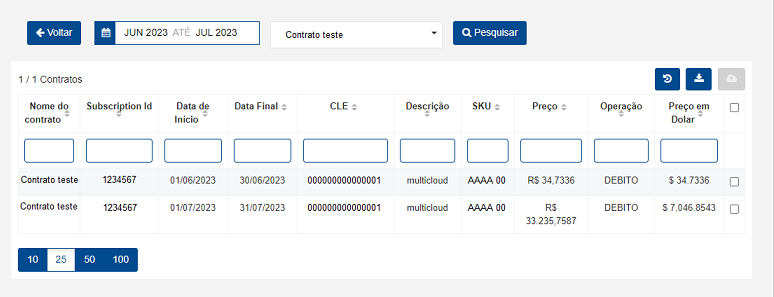 Voltar
JUN 2023 ATÉ JUL 2023
Contrato teste
Pesquisar
1 / 1 Contratos
Nome do contrato Subscription Id Data de Início Data Final CLE Descrição SKU Preço Operação Preço em Dolar
Contrato teste 1234567 01/06/2023 30/06/2023 000000000000001 multicloud AAAA 00 R$ 34,7336 DEBITO $ 34.7336
Contrato teste 1234567 01/07/2023 31/07/2023 000000000000001 multicloud AAAA 00 R$ 33.235,7587 DEBITO $ 7,046.8543
10 25 50 100